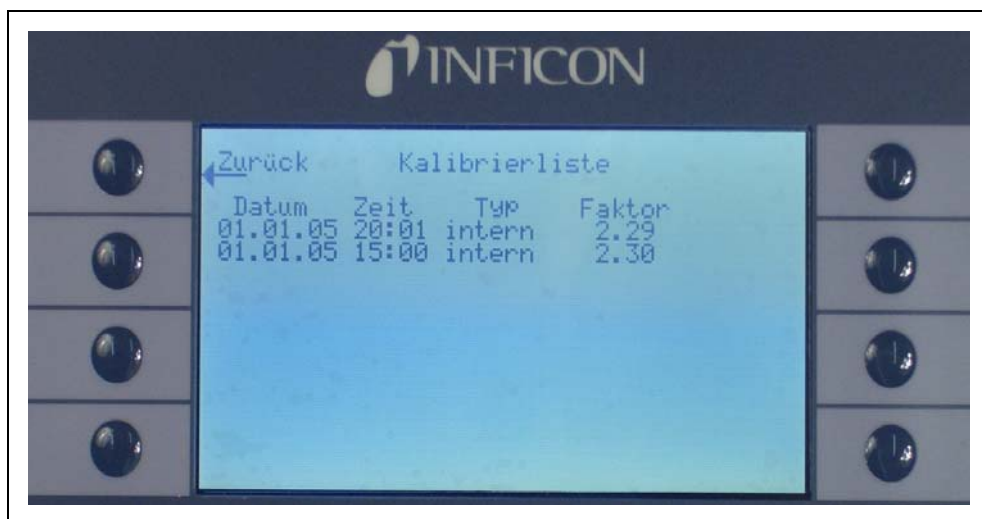 INFICON
Zurück Kalibrierliste
Datum Zeit Typ Faktor
01.01.05 20:01 intern 2.29
01.01.05 15:00 intern 2.30